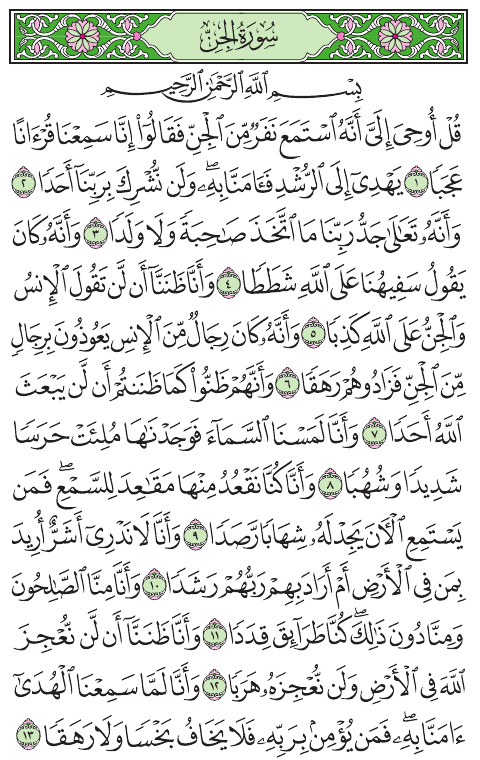 سُورَةُ الجِنِّ
بِسْمِ ٱللَّهِ ٱلرَّحْمَٰنِ ٱلرَّحِيمِ
قُلْ أُوحِىَ إِلَىَّ أَنَّهُ ٱسْتَمَعَ نَفَرٌ مِّنَ ٱلْجِنِّ فَقَالُوٓا۟ إِنَّا سَمِعْنَا قُرْءَانًا
عَجَبًا ١ يَهْدِىٓ إِلَى ٱلرُّشْدِ فَـَٔامَنَّا بِهِۦ ۖ وَلَن نُّشْرِكَ بِرَبِّنَآ أَحَدًا ٢
وَأَنَّهُۥ تَعَٰلَىٰ جَدُّ رَبِّنَا مَا ٱتَّخَذَ صَٰحِبَةً وَلَا وَلَدًا ٣ وَأَنَّهُۥ كَانَ
يَقُولُ سَفِيهُنَا عَلَى ٱللَّهِ شَطَطًا ٤ وَأَنَّا ظَنَنَّآ أَن لَّن تَقُولَ ٱلْإِنسُ
وَٱلْجِنُّ عَلَى ٱللَّهِ كَذِبًا ٥ وَأَنَّهُۥ كَانَ رِجَالٌ مِّنَ ٱلْإِنسِ يَعُوذُونَ بِرِجَالٍ
مِّنَ ٱلْجِنِّ فَزَادُوهُمْ رَهَقًا ٦ وَأَنَّهُمْ ظَنُّوا۟ كَمَا ظَنَنتُمْ أَن لَّن يَبْعَثَ
ٱللَّهُ أَحَدًا ٧ وَأَنَّا لَمَسْنَا ٱلسَّمَآءَ فَوَجَدْنَٰهَا مُلِئَتْ حَرَسًا
شَدِيدًا وَشُهُبًا ٨ وَأَنَّا كُنَّا نَقْعُدُ مِنْهَا مَقَٰعِدَ لِلسَّمْعِ ۖ فَمَن
يَسْتَمِعِ ٱلْـَٔانَ يَجِدْ لَهُۥ شِهَابًا رَّصَدًا ٩ وَأَنَّا لَا نَدْرِىٓ أَشَرٌّ أُرِيدَ
بِمَن فِى ٱلْأَرْضِ أَمْ أَرَادَ بِهِمْ رَبُّهُمْ رَشَدًا ١٠ وَأَنَّا مِنَّا ٱلصَّٰلِحُونَ
وَمِنَّا دُونَ ذَٰلِكَ ۖ كُنَّا طَرَآئِقَ قِدَدًا ١١ وَأَنَّا ظَنَنَّآ أَن لَّن نُّعْجِزَ
ٱللَّهَ فِى ٱلْأَرْضِ وَلَن نُّعْجِزَهُۥ هَرَبًا ١٢ وَأَنَّا لَمَّا سَمِعْنَا ٱلْهُدَىٰٓ
ءَامَنَّا بِهِۦ ۖ فَمَن يُؤْمِنۢ بِرَبِّهِۦ فَلَا يَخَافُ بَخْسًا وَلَا رَهَقًا ١٣